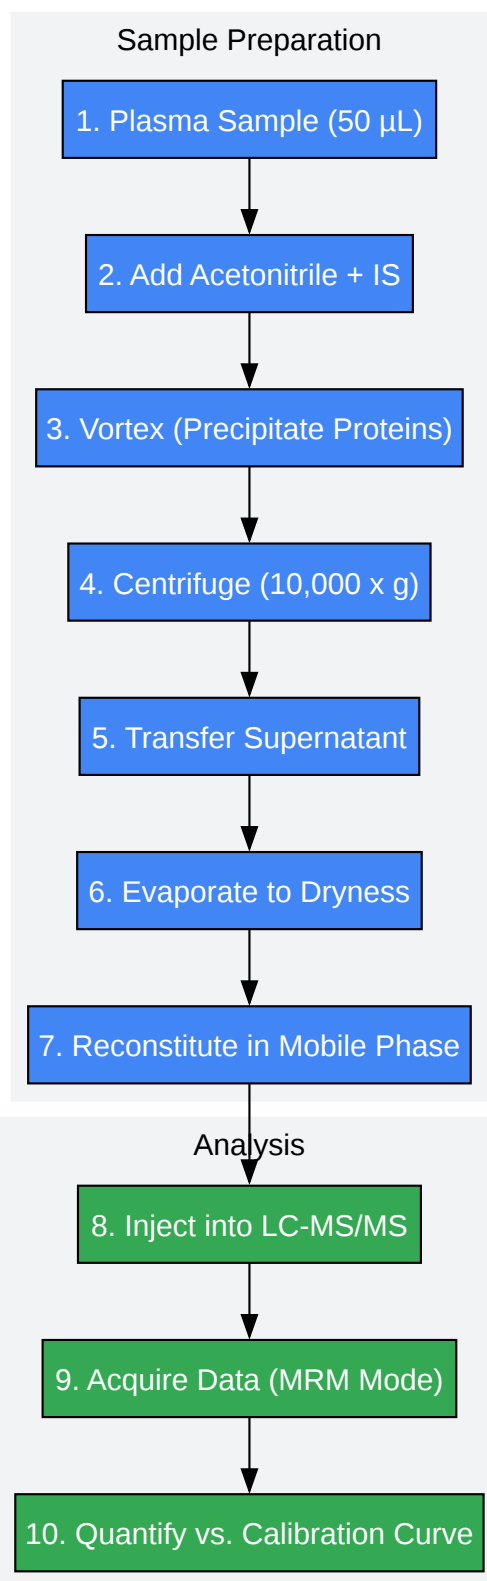 Sample Preparation
1. Plasma Sample (50 µL)
2. Add Acetonitrile + IS
3. Vortex (Precipitate Proteins)
4. Centrifuge (10,000 x g)
5. Transfer Supernatant
6. Evaporate to Dryness
7. Reconstitute in Mobile Phase
Analysis
8. Inject into LC-MS/MS
9. Acquire Data (MRM Mode)
10. Quantify vs. Calibration Curve